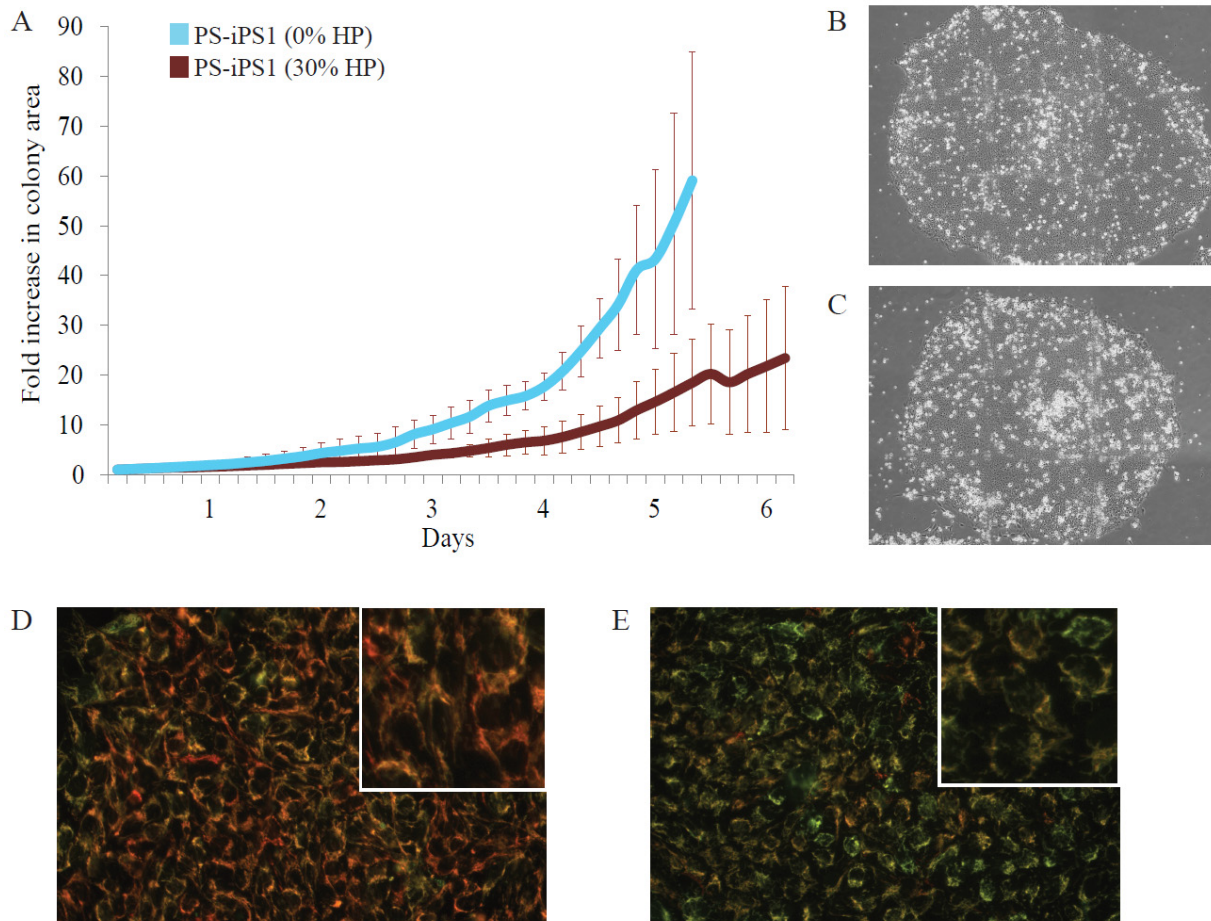 A
PS-iPS1 (0% HP)
PS-iPS1 (30% HP)
Fold increase in colony area
90
80
70
60
50
40
30
20
10
0
1 2 3 4 5 6
Days
B
C
D
E